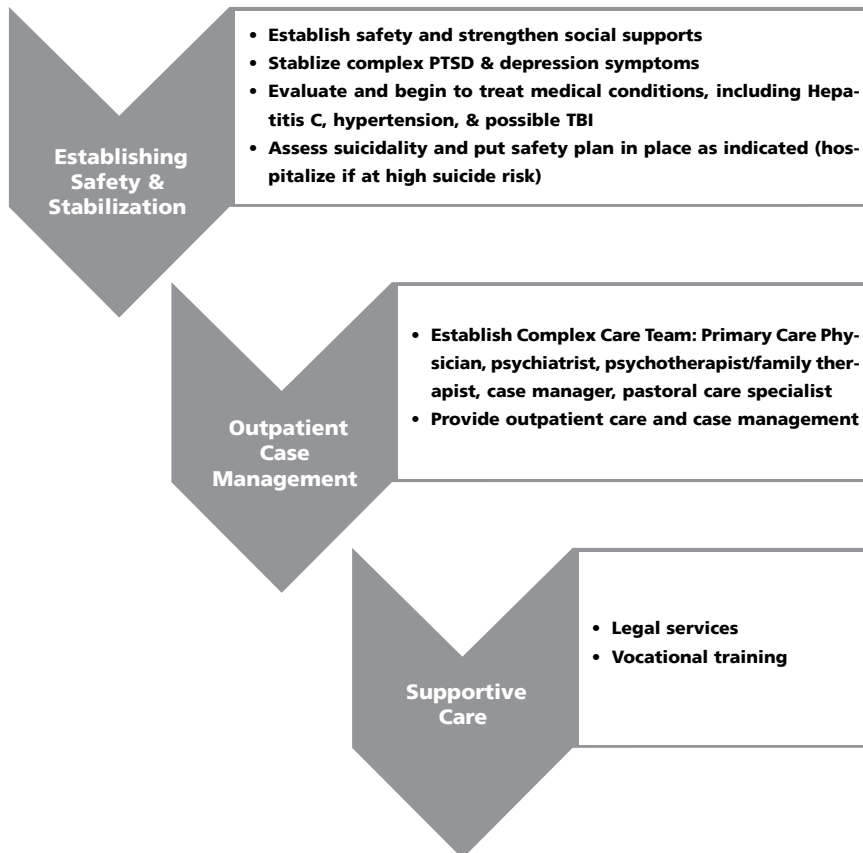 • Establish safety and strengthen social supports
• Stablize complex PTSD & depression symptoms
• Evaluate and begin to treat medical conditions, including Hepa-
titis C, hypertension, & possible TBI
• Assess suicidality and put safety plan in place as indicated (hos-
pitalize if at high suicide risk)
Establishing
Safety &
Stabilization
• Establish Complex Care Team: Primary Care Phy-
sician, psychiatrist, psychotherapist/family ther-
apist, case manager, pastoral care specialist
• Provide outpatient care and case management
Outpatient
Case
Management
• Legal services
• Vocational training
Supportive
Care